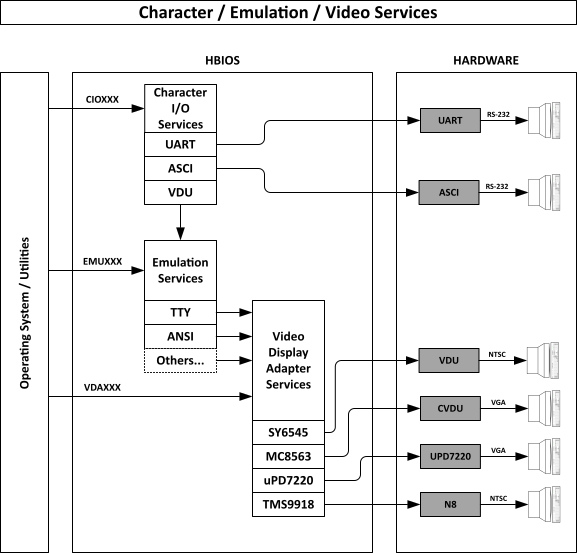 Character / Emulation / Video Services
HBIOS
HARDWARE
Operating System / Utilities
CIOXXX
Character
I/O
Services
UART
ASCI
VDU
UART
RS-232
ASCI
RS-232
EMUXXX
Emulation
Services
TTY
ANSI
Others...
VDAXXX
Video
Display
Adapter
Services
SY6545
MC8563
uPD7220
TMS9918
VDU
NTSC
CVDU
VGA
UPD7220
VGA
N8
NTSC